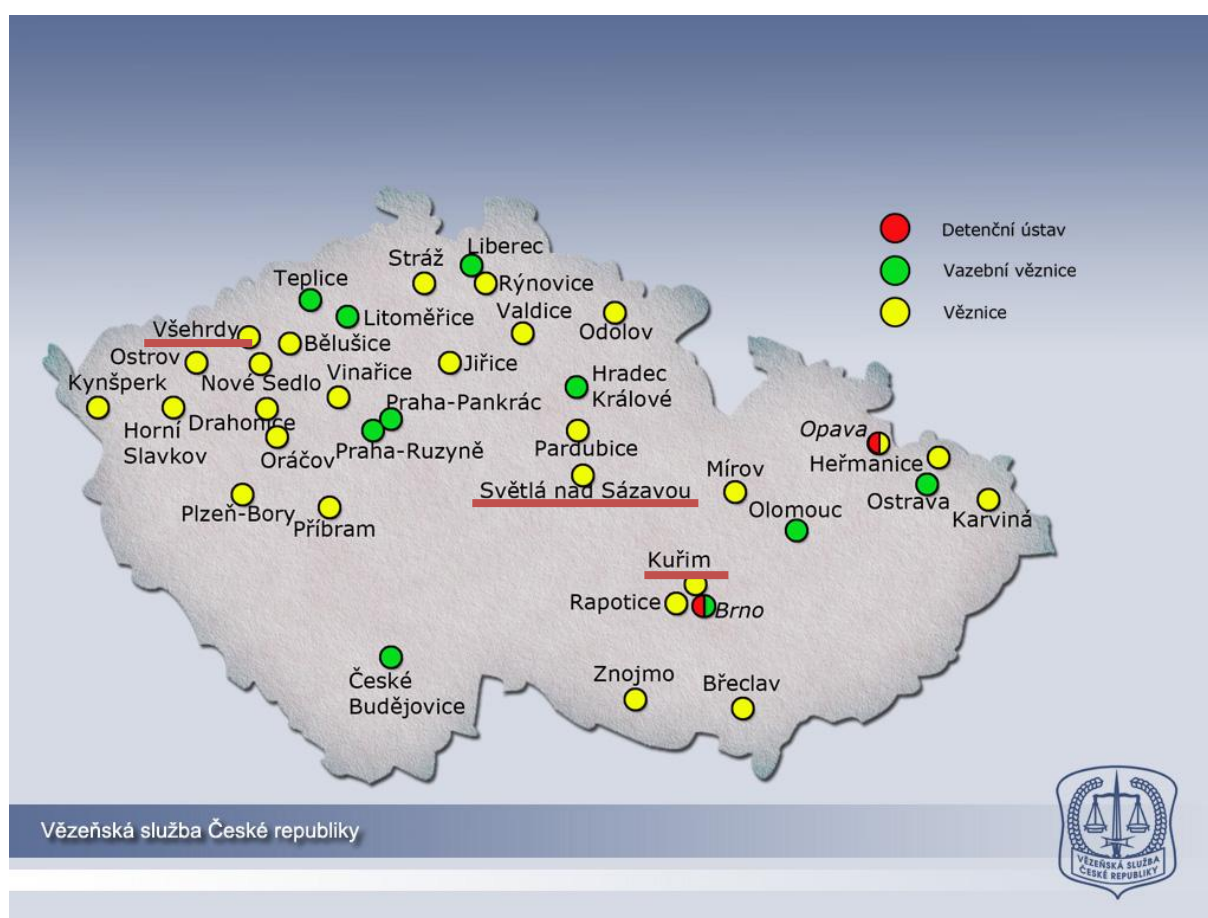 Detenční ústav
Vazební věznice
Věznice
Liberec
Stráž
Teplice
Rýnovice
Valdice
Litoměřice
Odolov
Všehrdy
Bělušice
Ostrov
Jiřice
Kynšperk
Nové Sedlo
Vinařice
Hradec
Králové
Praha-Pankrác
Drahonice
Horní
Slavkov
Opava
Oráčov
Praha-Ruzyně
Pardubice
Heřmanice
Mírov
Světlá nad Sázavou
Ostrava
Plzeň-Bory
Olomouc
Karviná
Příbram
Kuřim
Rapotice
Brno
Znojmo
Břeclav
České
Budějovice
Vězeňská služba České republiky
VĚZEŇSKÁ SLUŽBA
ČESKÉ REPUBLIKY